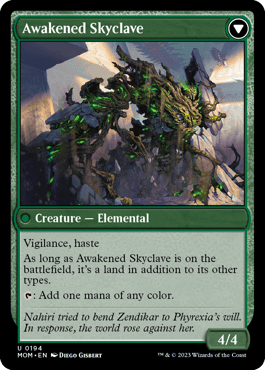 Awakened Skyclave
Creature — Elemental
Vigilance, haste
As long as Awakened Skyclave is on the
battlefield, it's a land in addition to its other
types.
: Add one mana of any color.
Nahiri tried to bend Zendikar to Phyrexia's will.
In response, the world rose against her.
4/4
U 0194
MOM • EN Diego Gisbert
™ & © 2023 Wizards of the Coast